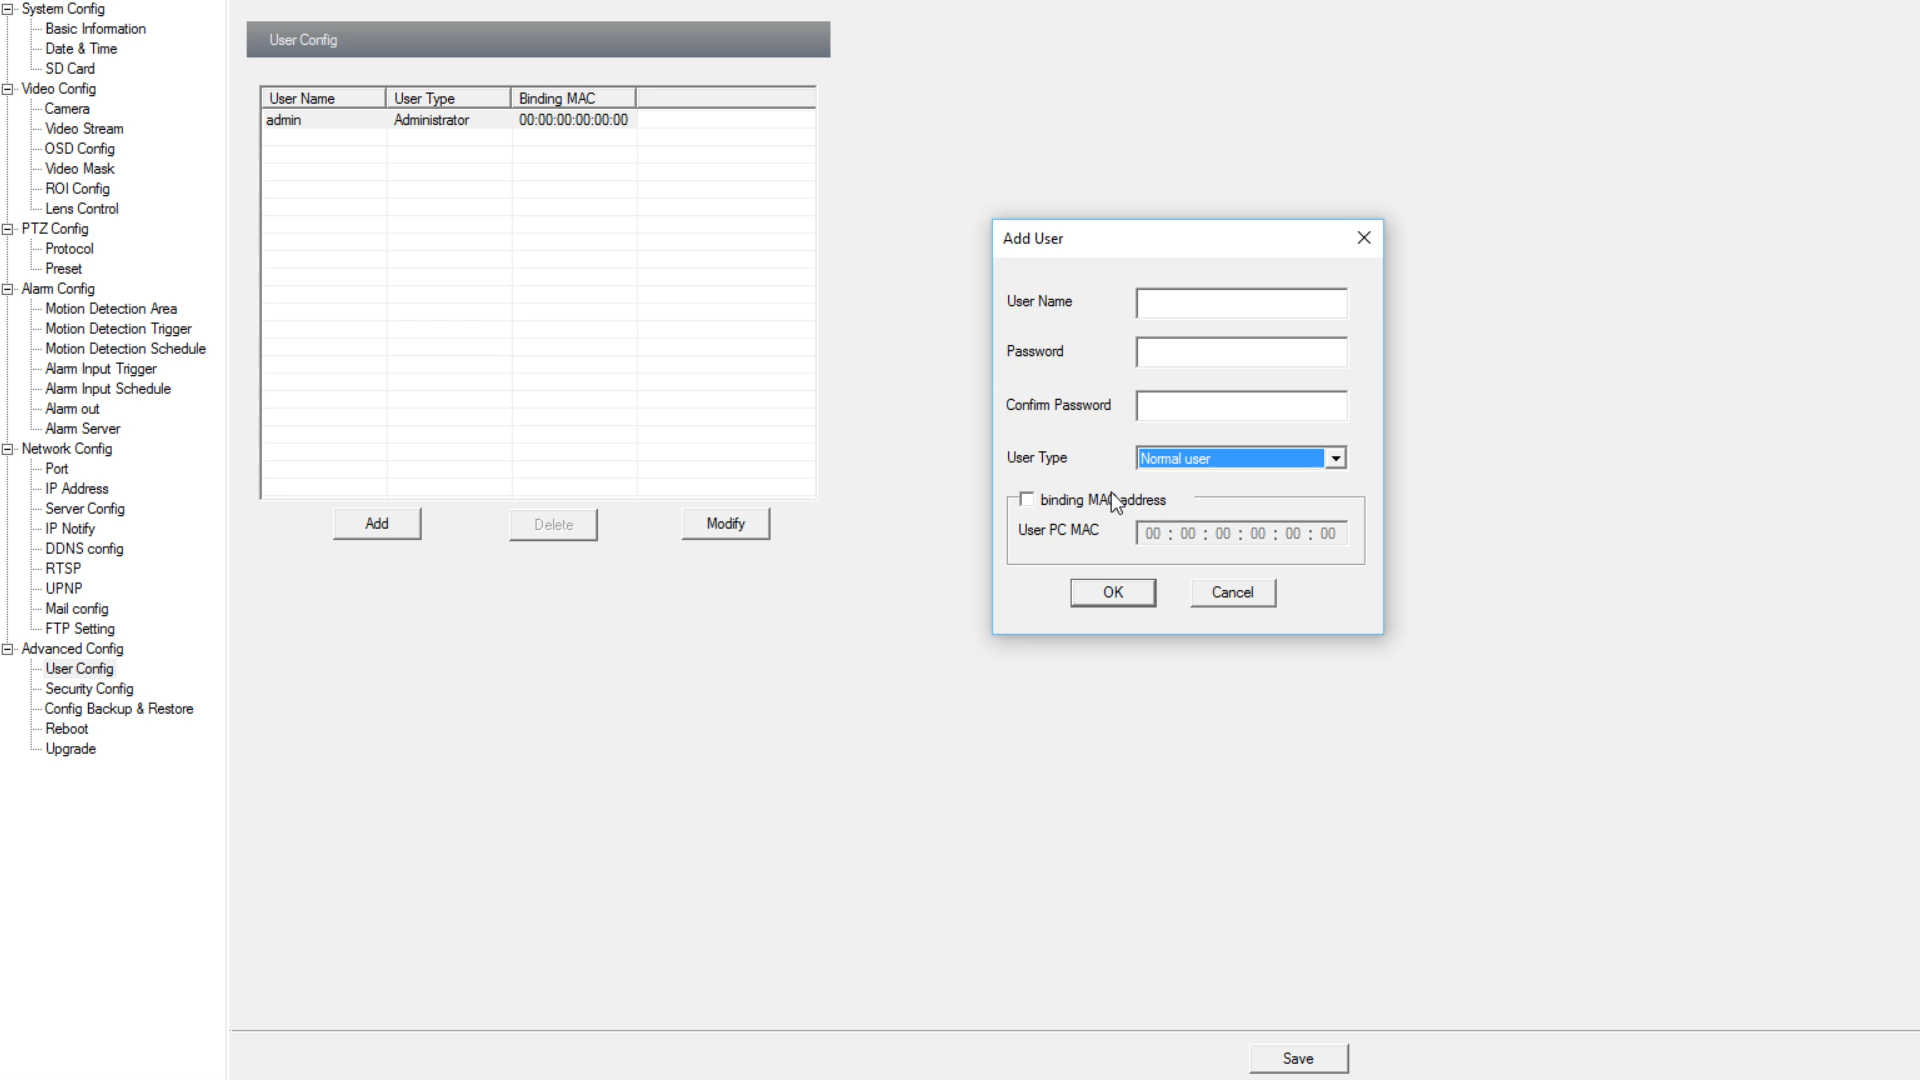 System Config
Basic Information
Date & Time
SD Card
Video Config
Camera
Video Stream
OSD Config
Video Mask
ROI Config
Lens Control
PTZ Config
Protocol
Preset
Alarm Config
Motion Detection Area
Motion Detection Trigger
Motion Detection Schedule
Alarm Input Trigger
Alarm Input Schedule
Alarm out
Alarm Server
Network Config
Port
IP Address
Server Config
IP Notify
DDNS config
RTSP
UPNP
Mail config
FTP Setting
Advanced Config
User Config
Security Config
Config Backup & Restore
Reboot
Upgrade
User Config
User Name User Type Binding MAC
admin Administrator 00:00:00:00:00:00
Add Delete Modify
Add User
User Name
Password
Confirm Password
User Type Normal user
binding MAC address
User PC MAC 00 : 00 : 00 : 00 : 00 : 00
OK Cancel
Save